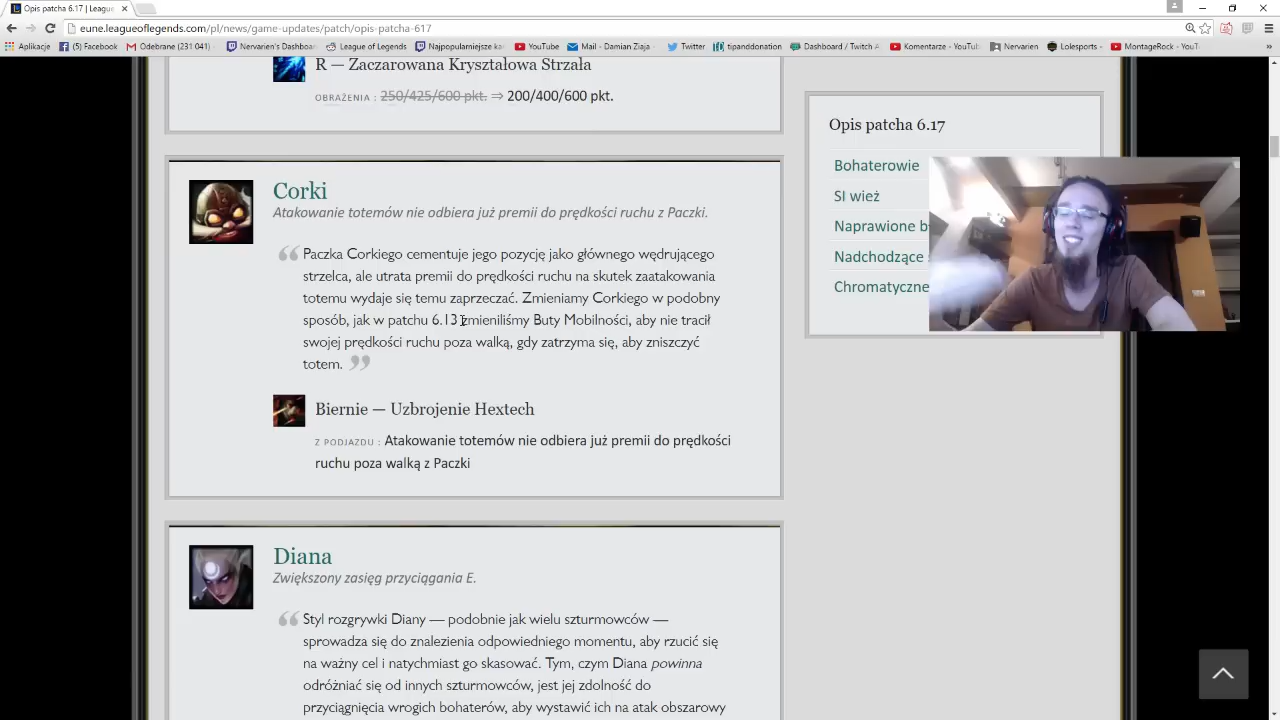 Opis patcha 6.17 | Leagu
eune.leagueoflegends.com/pl/news/game-updates/patch/opis-patcha-617
Aplikacje
(5) Facebook
Odebrane (231 041)
Nervarien's Dashboar
League of Legends
Najpopularniejsze ka
YouTube
Mail - Damian Ziaja
Twitter
tipanddonation
Dashboard / Twitch A
Komentarze - YouTu
Nervarien
Lolesports
MontageRock - YouT
»
R — Zaczarowana Kryształowa Strzała
OBRAŻENIA : 250/425/600 pkt. ⇒ 200/400/600 pkt.
Corki
Atakowanie totemów nie odbiera już premii do prędkości ruchu z Paczki.
“ Paczka Corkiego cementuje jego pozycję jako głównego wędrującego
strzelca, ale utrata premii do prędkości ruchu na skutek zaatakowania
totemu wydaje się temu zaprzeczać. Zmieniamy Corkiego w podobny
sposób, jak w patchu 6.13 zmieniliśmy Buty Mobilności, aby nie tracił
swojej prędkości ruchu poza walką, gdy zatrzyma się, aby zniszczyć
totem. ”
Biernie — Uzbrojenie Hextech
Z PODJAZDU : Atakowanie totemów nie odbiera już premii do prędkości
ruchu poza walką z Paczki
Diana
Zwiększony zasięg przyciągania E.
“ Styl rozgrywki Diany — podobnie jak wielu szturmowców —
sprowadza się do znalezienia odpowiedniego momentu, aby rzucić się
na ważny cel i natychmiast go skasować. Tym, czym Diana powinna
odróżniać się od innych szturmowców, jest jej zdolność do
przyciągnięcia wrogich bohaterów, aby wystawić ich na atak obszarowy
Opis patcha 6.17
Bohaterowie
SI wież
Naprawione b
Nadchodzące
Chromatyczne